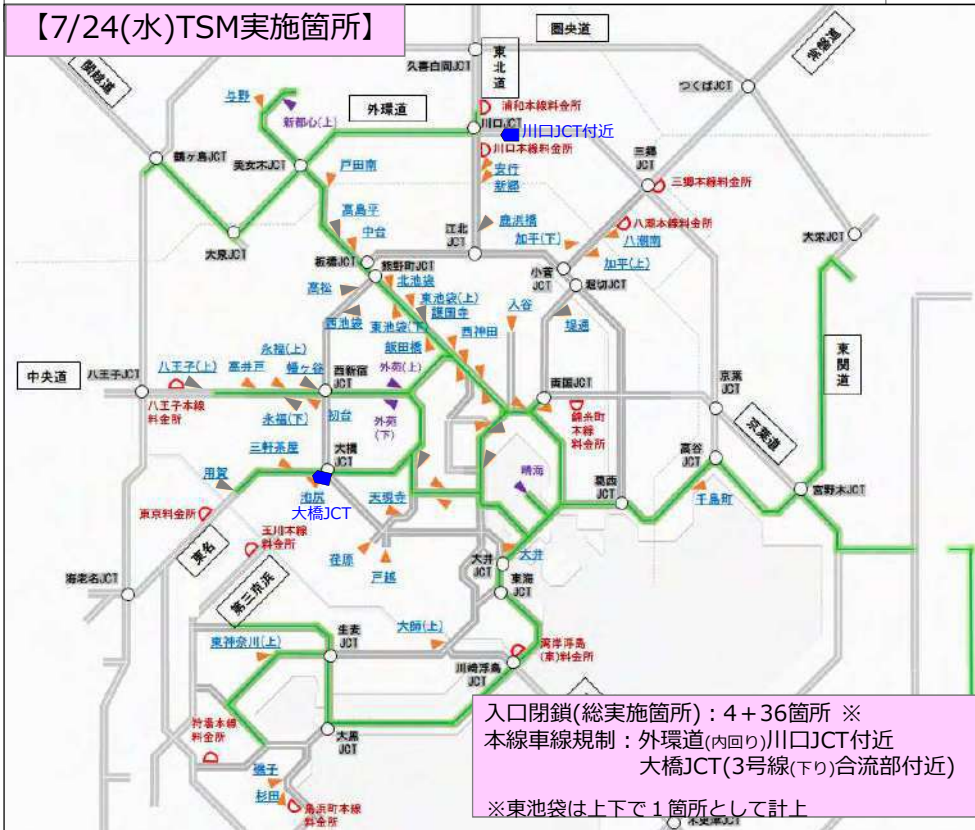 【7/24(水)TSM実施箇所】
圏央道
東北道
常磐道
関越道
久喜白岡JCT
つくばJCT
与野
新都心(上)
外環道
浦和本線料金所
川口JCT
川口JCT付近
川口本線料金所
鶴ヶ島JCT
美女木JCT
戸田南
安行
新郷
三郷JCT
三郷本線料金所
高島平
中台
江北JCT
鹿浜橋
加平(下)
八潮本線料金所
八潮南
大泉JCT
大栄JCT
板橋JCT
熊野町JCT
小菅JCT
加平(上)
堀切JCT
高松
北池袋
東池袋(上)
護国寺
入谷
西池袋
東池袋(下)
西神田
堤通
飯田橋
永福(上)
東関道
中央道
八王子JCT
八王子(上)
高井戸
幡ヶ谷
西新宿JCT
外苑(上)
両国JCT
京葉JCT
八王子本線料金所
永福(下)
初台
外苑(下)
錦糸町本線料金所
京葉道
三軒茶屋
大橋JCT
高谷JCT
用賀
池尻
大橋JCT
天現寺
晴海
葛西JCT
千鳥町
宮野木JCT
東京料金所
玉川本線料金所
東名
荏原
戸越
大井JCT
大井
海老名JCT
第三京浜
東海JCT
生麦JCT
大師(上)
東神奈川(上)
湾岸浮島(東)料金所
川崎浮島JCT
狩場本線料金所
大黒JCT
磯子
杉田
鳥浜町本線料金所
入口閉鎖(総実施箇所)：4＋36箇所 ※
本線車線規制：外環道(内回り)川口JCT付近
大橋JCT(3号線(下り)合流部付近)
※東池袋は上下で１箇所として計上
木更津JCT